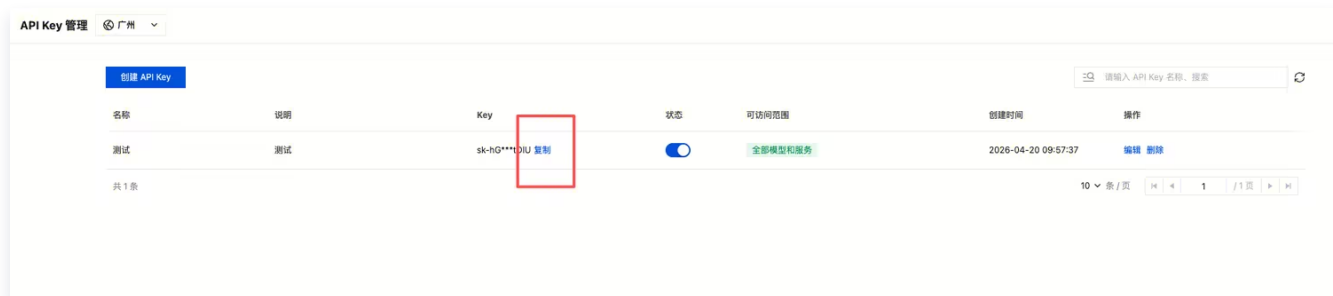 API Key 管理 广州
创建 API Key 请输入 API Key 名称、搜索
名称 说明 Key 状态 可访问范围 创建时间 操作
测试 测试 sk-hG***tDIU 复制 全部模型和服务 2026-04-20 09:57:37 编辑 删除
共 1 条 10 条 / 页 1 / 1 页